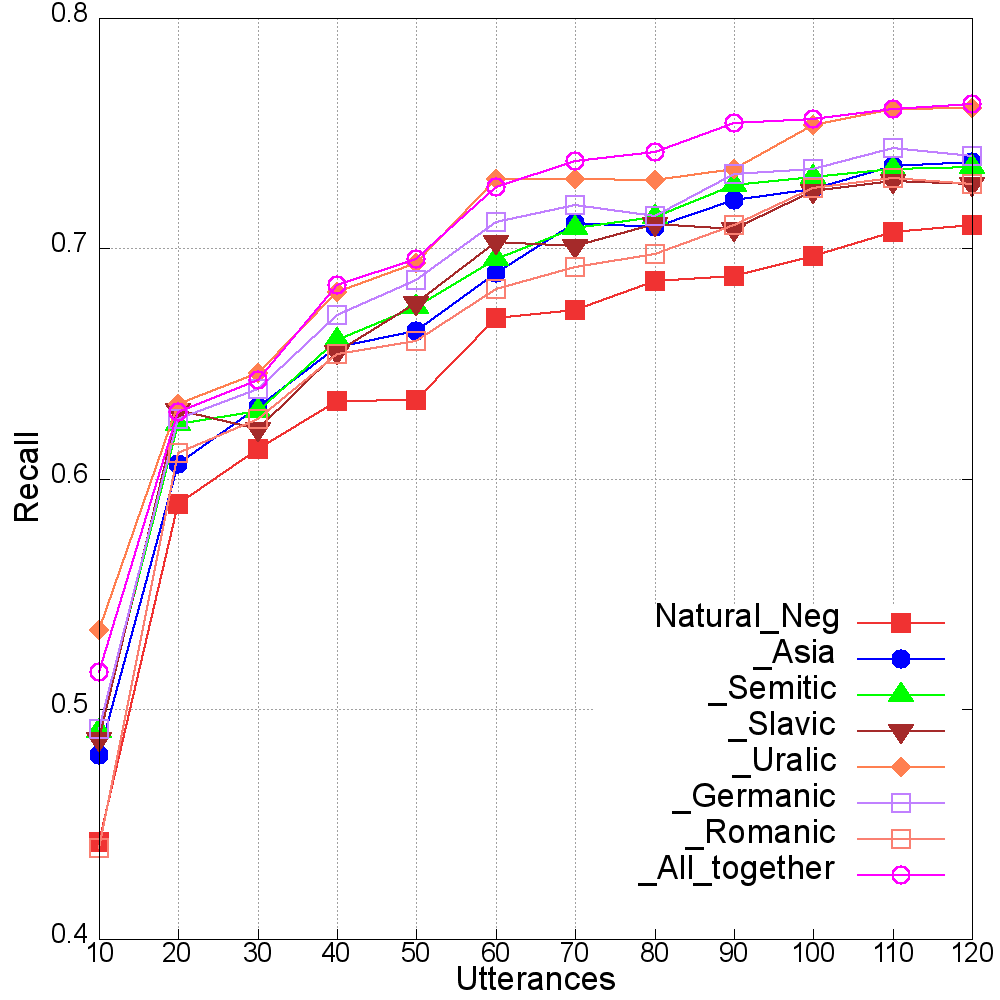 0.8
0.7
0.6
0.5
0.4
Recall
10 20 30 40 50 60 70 80 90 100 110 120
Utterances
Natural_Neg
_Asia
_Semitic
_Slavic
_Uralic
_Germanic
_Romanic
_All_together